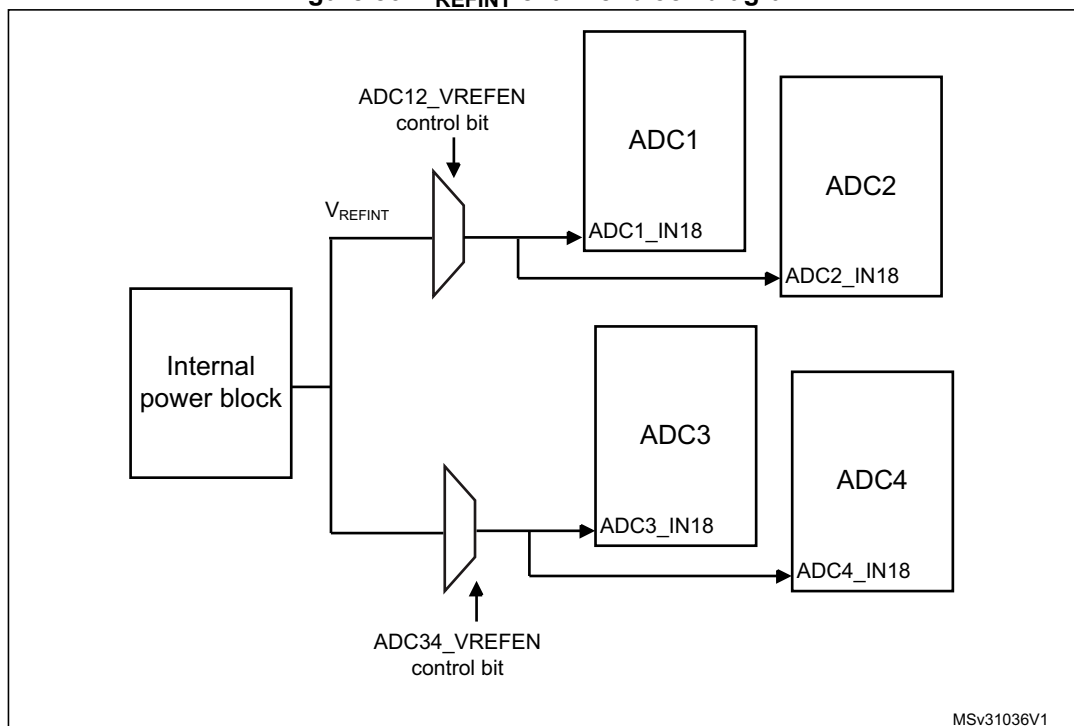 REFINT
ADC12_VREFEN
control bit
ADC1
ADC2
VREFINT
ADC1_IN18
ADC2_IN18
Internal
power block
ADC3
ADC4
ADC3_IN18
ADC4_IN18
ADC34_VREFEN
control bit
MSv31036V1